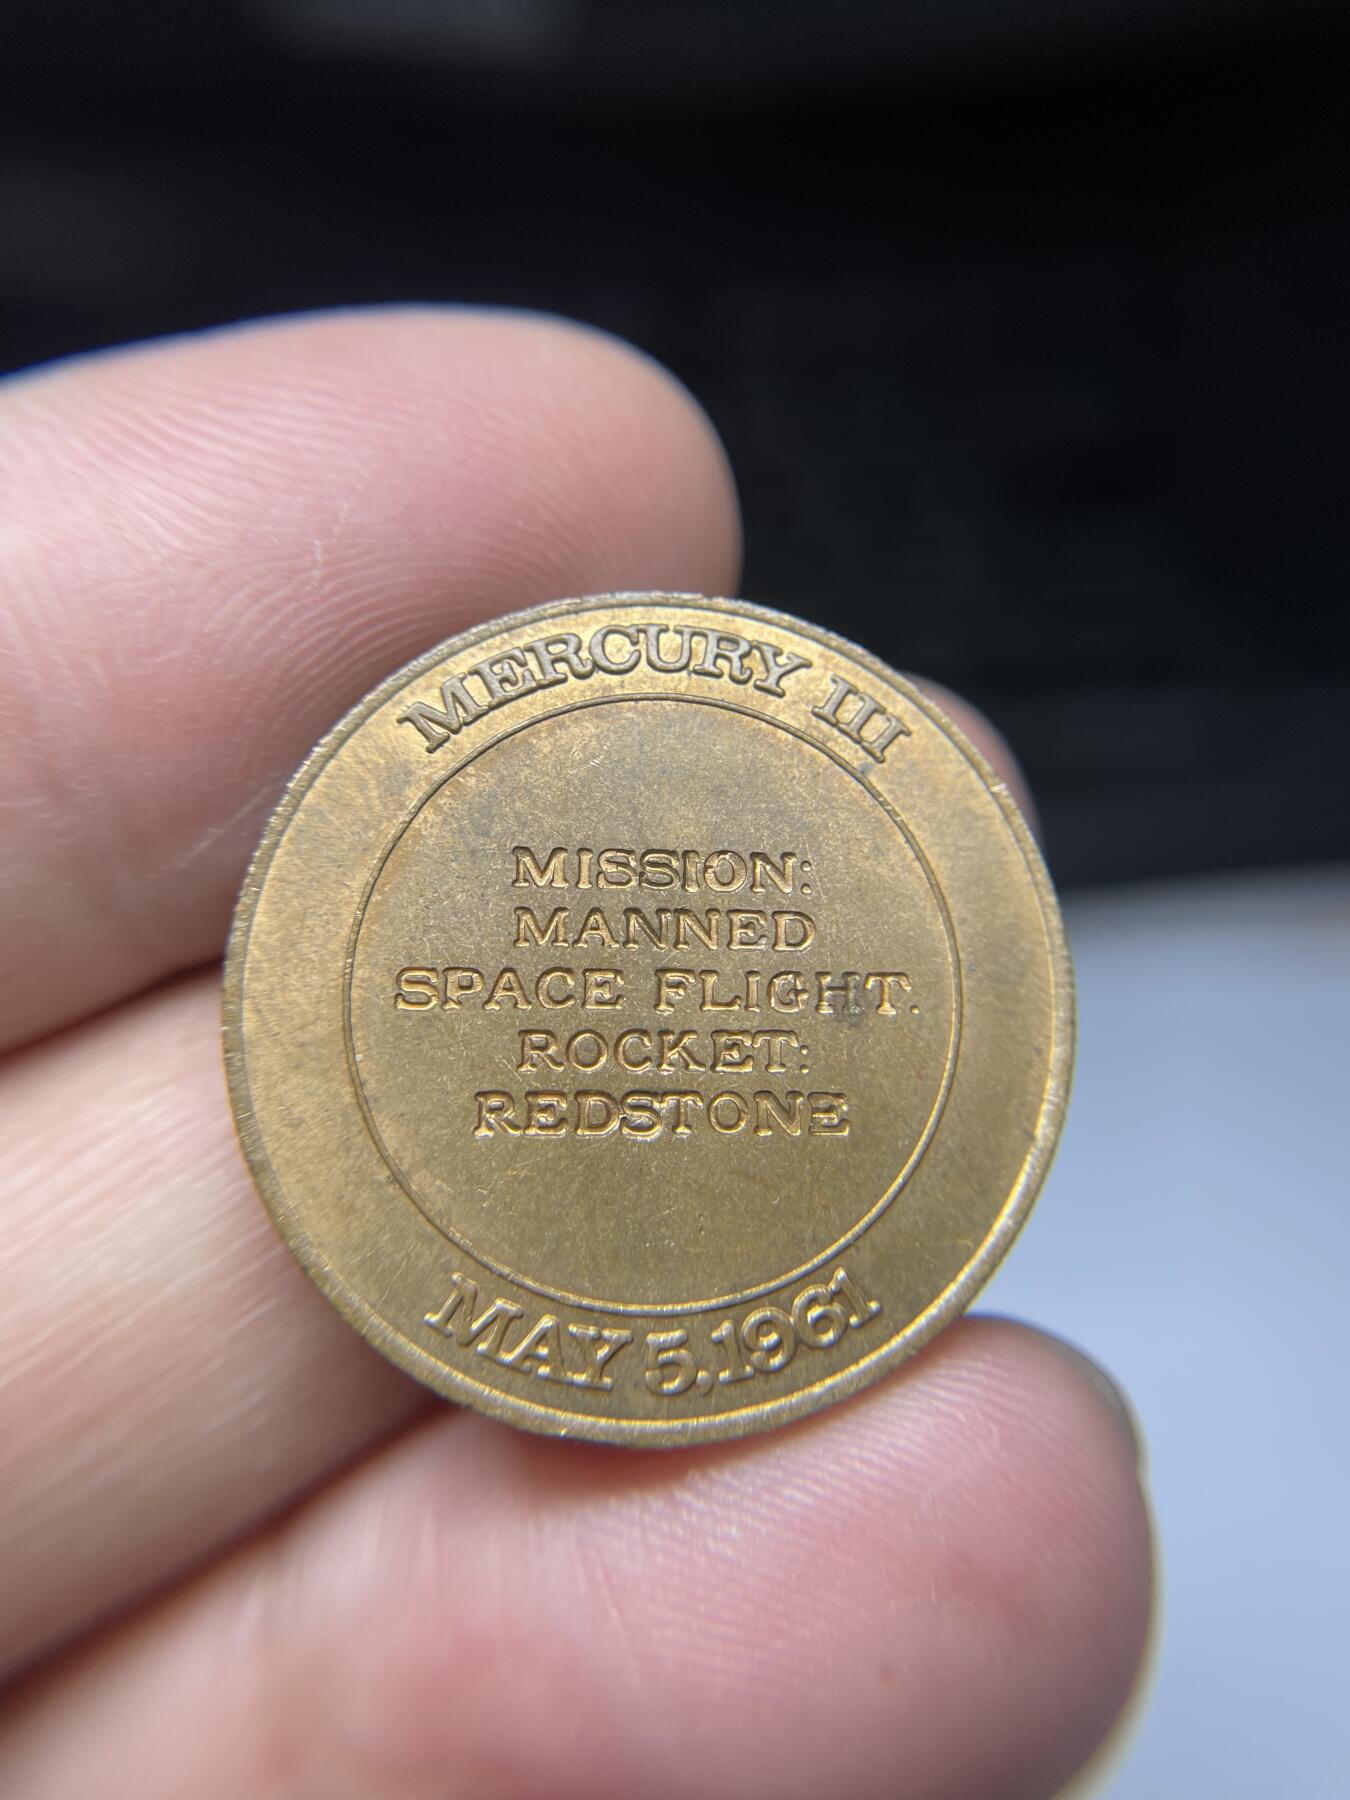 MERCURY III
MISSION:
MANNED
SPACE FLIGHT.
ROCKET:
REDSTONE
MAY 5,1961